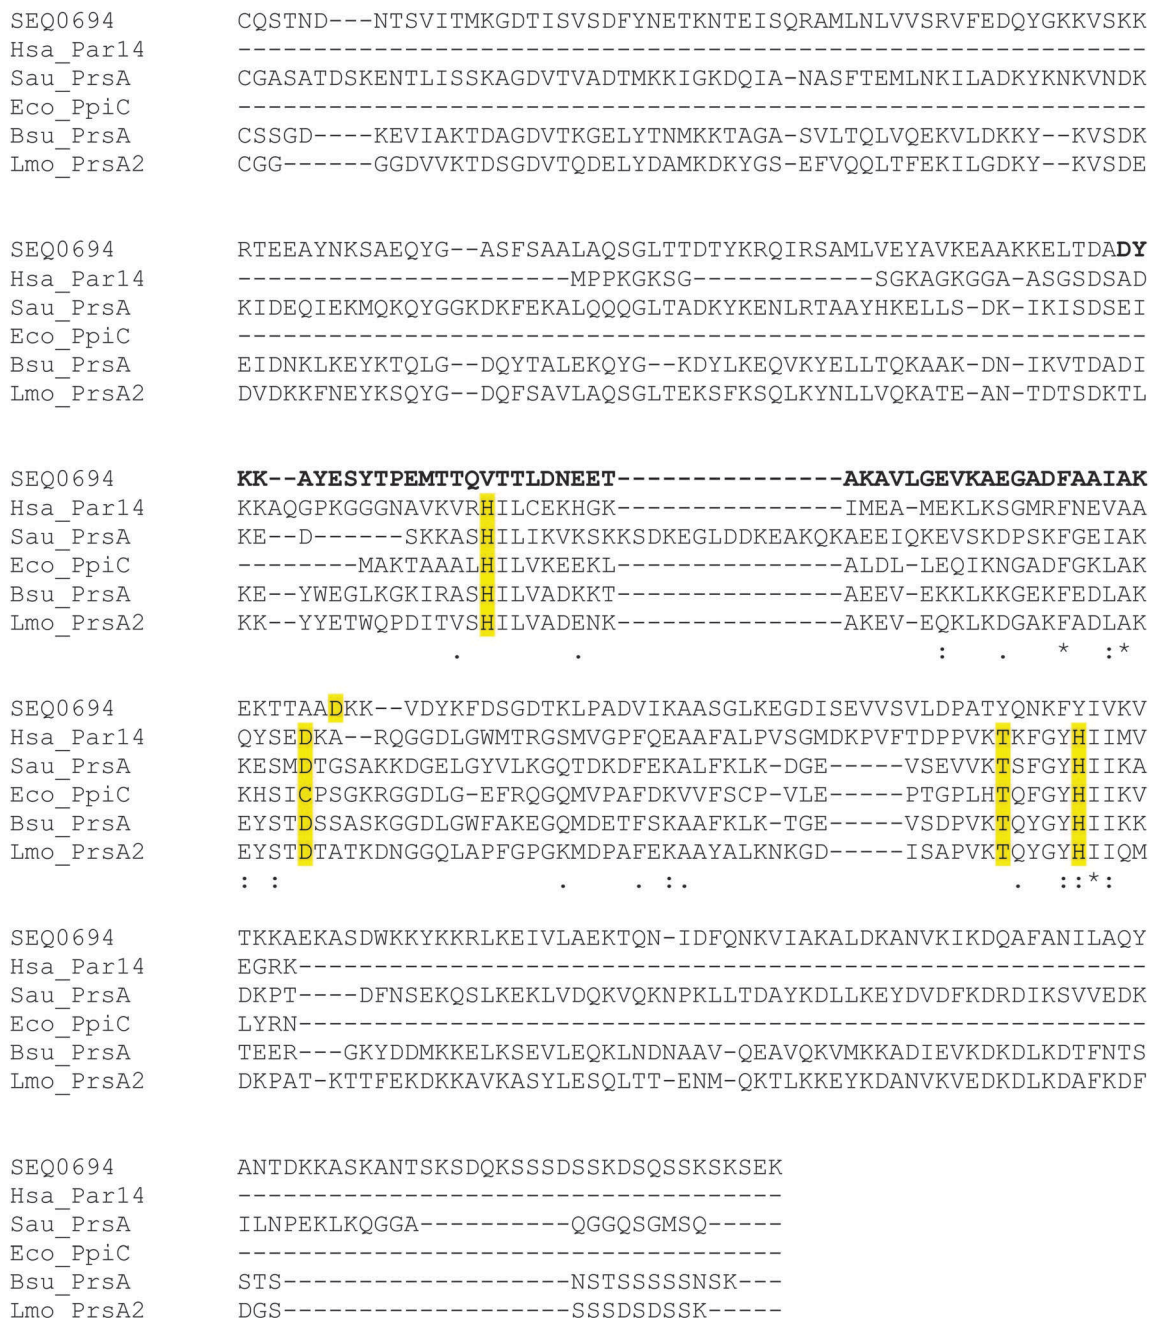 SEQ0694 CQSTND---NTSVITMKGDTISVSDFYNETKNTEISQRAMLNLVVSRVFEDQYGKKVSKK
Hsa_Par14 ------------------------------------------------------------
Sau_PrsA CGASATDSKENTLISSKAGDVTVADTMKKIGKDQIA-NASFTEMLNKILADKYKNKVNDK
Eco_PpiC ------------------------------------------------------------
Bsu_PrsA CSSGD----KEVIAKTDAGDVTKGELYTNMKKTAGA-SVLTQLVQEKVLDKKY--KVSDK
Lmo_PrsA2 CGG------GGDVVKTDSGDVTQDELYDAMKDKYGS-EFVQQLTFEKILGDKY--KVSDE
SEQ0694 RTEEAYNKSAEQYG--ASFSAALAQSGLTTDTYKRQIRSAMLVEYAVKEAAKKELTDADY
Hsa_Par14 ----------------------MPPKGKSG------------SGKAGKGGA-ASGSDSAD
Sau_PrsA KIDEQIEKMQKQYGGKDKFEKALQQQGLTADKYKENLRTAAYHKELLS-DK-IKISDSEI
Eco_PpiC ------------------------------------------------------------
Bsu_PrsA EIDNKLKEYKTQLG--DQYTALEKQYG--KDYLKEQVKYELLTQKAAK-DN-IKVTDADI
Lmo_PrsA2 DVDKKFNEYKSQYG--DQFSAVLAQSGLTEKSFKSQLKYNLLVQKATE-AN-TDTSDKTL
SEQ0694 KK--AYESYTPEMTTQVTTLDNEET---------------AKAVLGEVKAEGADFAAIAK
Hsa_Par14 KKAQGPKGGGNAVKVRHILCEKHGK---------------IMEA-MEKLKSGMRFNEVAA
Sau_PrsA KE--D------SKKASHILIKVKSKKSDKEGLDDKEAKQKAEEIQKEVSKDPSKFGEIAK
Eco_PpiC --------MAKTAAALHILVKEEKL---------------ALDL-LEQIKNGADFGKLAK
Bsu_PrsA KE--YWEGLKGKIRASHILVADKKT---------------AEEV-EKKLKKGEKFEDLAK
Lmo_PrsA2 KK--YYETWQPDITVSHILVADENK---------------AKEV-EQKLKDGAKFADLAK
. . : . * :*
SEQ0694 EKTTAADKK--VDYKFDSGDTKLPADVIKAASGLKEGDISEVVSVLDPATYQNKFYIVKV
Hsa_Par14 QYSEDKA--RQGGDLGWMTRGSMVGPFQEAAFALPVSGMDKPVFTDPPVKTKFGYHIIMV
Sau_PrsA KESMDTGSAKKDGELGYVLKGQTDKDFEKALFKLK-DGE-----VSEVVKTSFGYHIIKA
Eco_PpiC KHSICPSGKRGGDLG-EFRQGQMVPAFDKVVFSCP-VLE-----PTGPLHTQFGYHIIKV
Bsu_PrsA EYSTDSSASKGGDLGWFAKEGQMDETFSKAAFKLK-TGE-----VSDPVKTQYGYHIIKK
Lmo_PrsA2 EYSTDTATKDNGGQLAPFGPGKMDPAFEKAAYALKNKGD-----ISAPVKTQYGYHIIQM
: : . . :. . ::*:
SEQ0694 TKKAEKASDWKKYKKRLKEIVLAEKTQN-IDFQNKVIAKALDKANVKIKDQAFANILAQY
Hsa_Par14 EGRK--------------------------------------------------------
Sau_PrsA DKPT----DFNSEKQSLKEKLVDQKVQKNPKLLTDAYKDLLKEYDVDFKDRDIKSVVEDK
Eco_PpiC LYRN--------------------------------------------------------
Bsu_PrsA TEER---GKYDDMKKELKSEVLEQKLNDNAAV-QEAVQKVMKKADIEVKDKDLKDTFNTS
Lmo_PrsA2 DKPAT-KTTFEKDKKAVKASYLESQLTT-ENM-QKTLKKEYKDANVKVEDKDLKDAFKDF
SEQ0694 ANTDKKASKANTSKSDQKSSSDSSKDSQSSKSKSEK
Hsa_Par14 ------------------------------------
Sau_PrsA ILNPEKLKQGGA----------QGGQSGMSQ-----
Eco_PpiC ------------------------------------
Bsu_PrsA STS-------------------NSTSSSSSNSK---
Lmo_PrsA2 DGS-------------------SSSDSDSSK-----